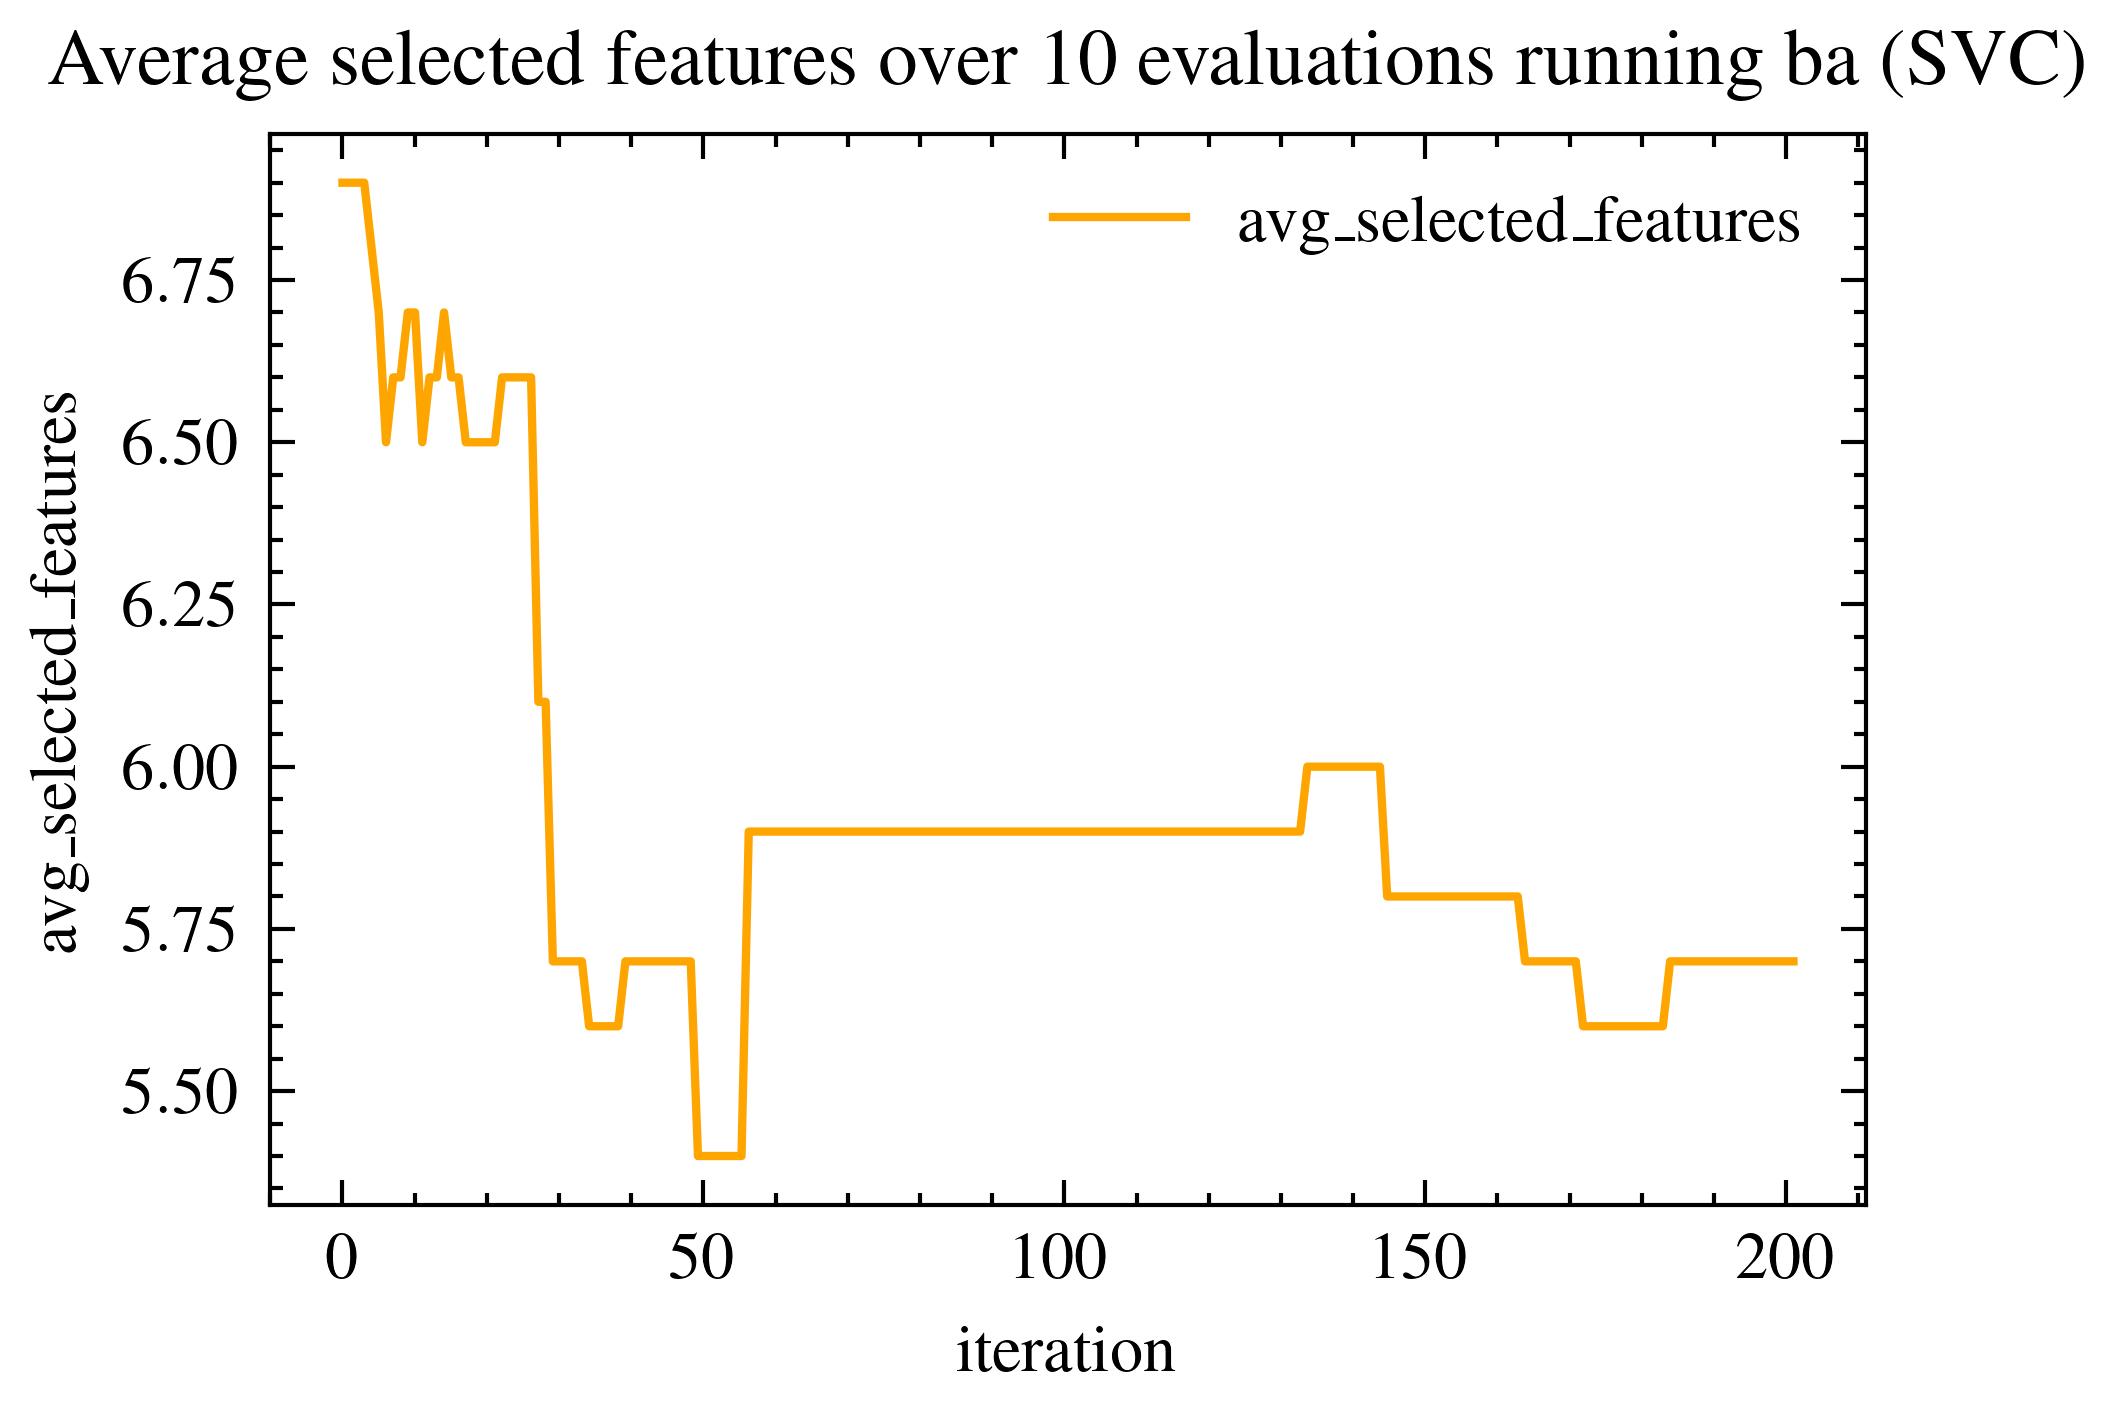 Average selected features over 10 evaluations running ba (SVC)
avg_selected_features
6.75
6.50
6.25
6.00
5.75
5.50
avg_selected_features
0 50 100 150 200
iteration